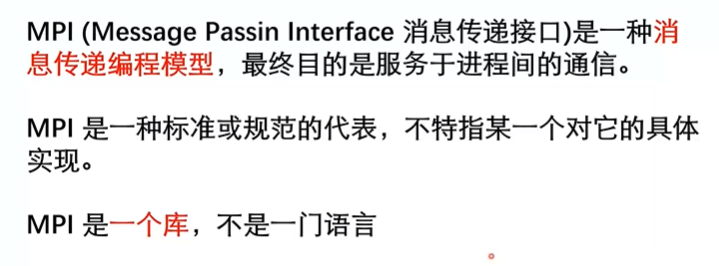 MPI (Message Passin Interface 消息传递接口)是一种消
息传递编程模型，最终目的是服务于进程间的通信。
MPI 是一种标准或规范的代表，不特指某一个对它的具体
实现。
MPI 是一个库，不是一门语言